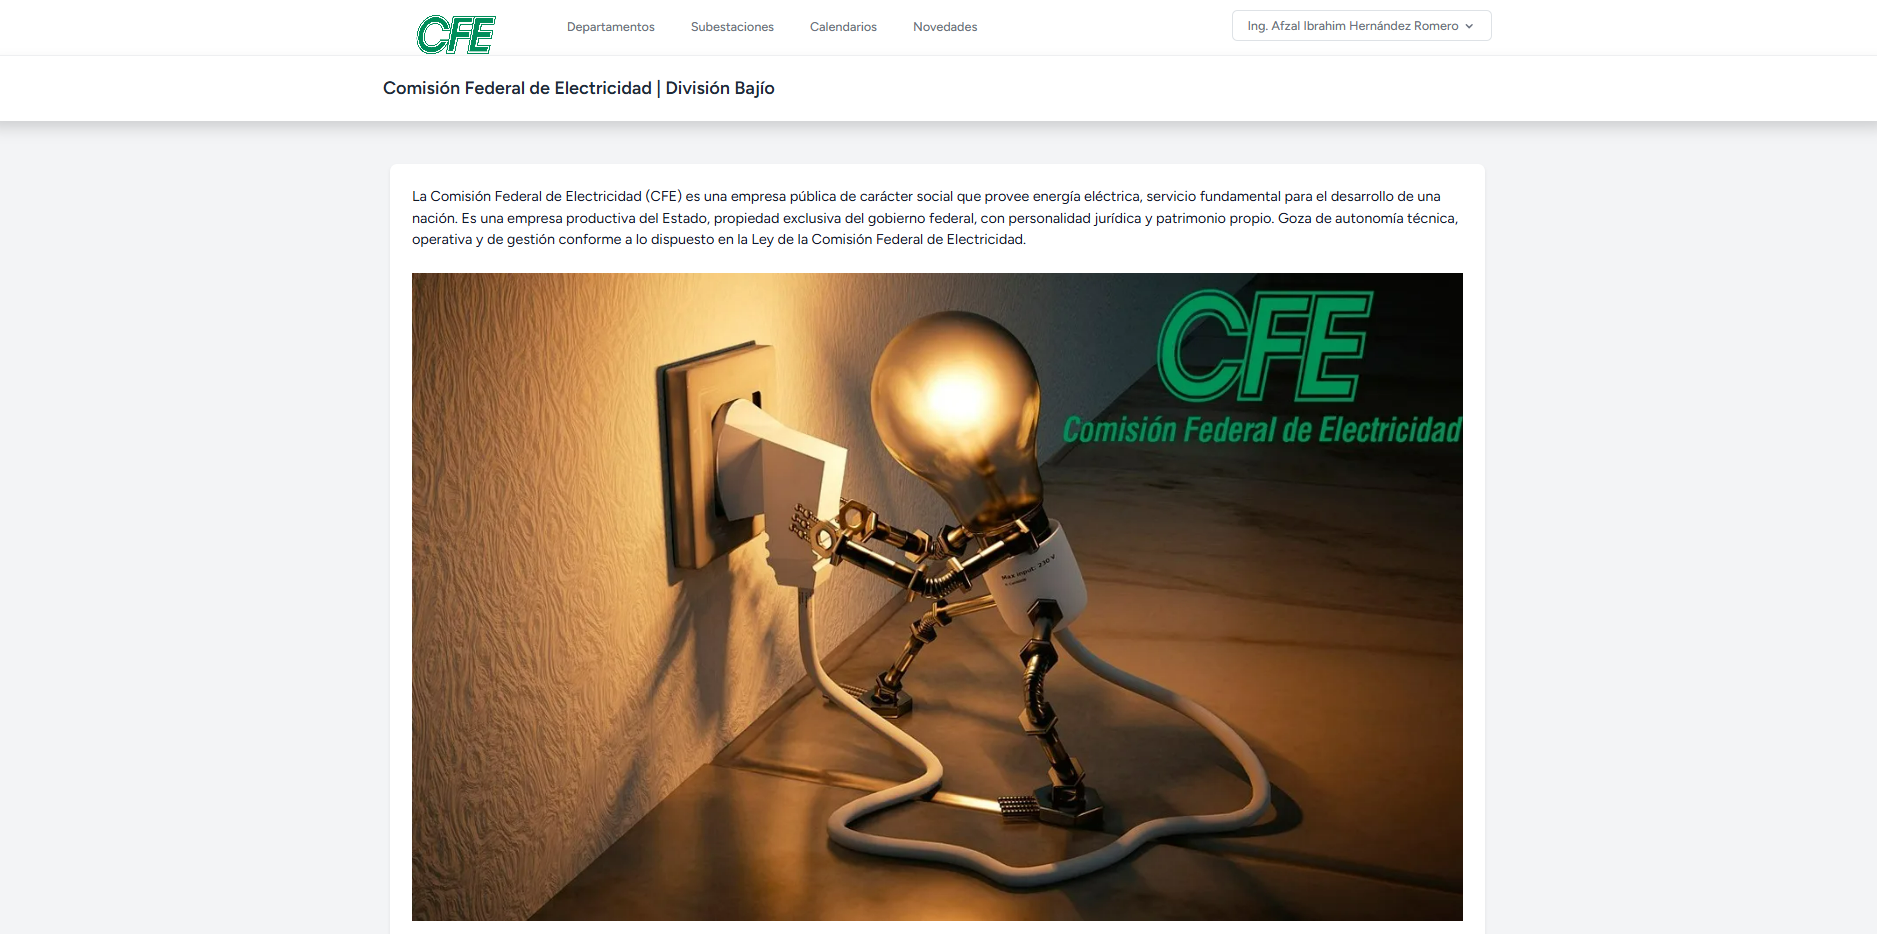 CFE
Departamentos
Subestaciones
Calendarios
Novedades
Ing. Afzal Ibrahim Hernández Romero
Comisión Federal de Electricidad | División Bajío
La Comisión Federal de Electricidad (CFE) es una empresa pública de carácter social que provee energía eléctrica, servicio fundamental para el desarrollo de una
nación. Es una empresa productiva del Estado, propiedad exclusiva del gobierno federal, con personalidad jurídica y patrimonio propio. Goza de autonomía técnica,
operativa y de gestión conforme a lo dispuesto en la Ley de la Comisión Federal de Electricidad.
CFE
Comisión Federal de Electricidad
Max input: 230 V